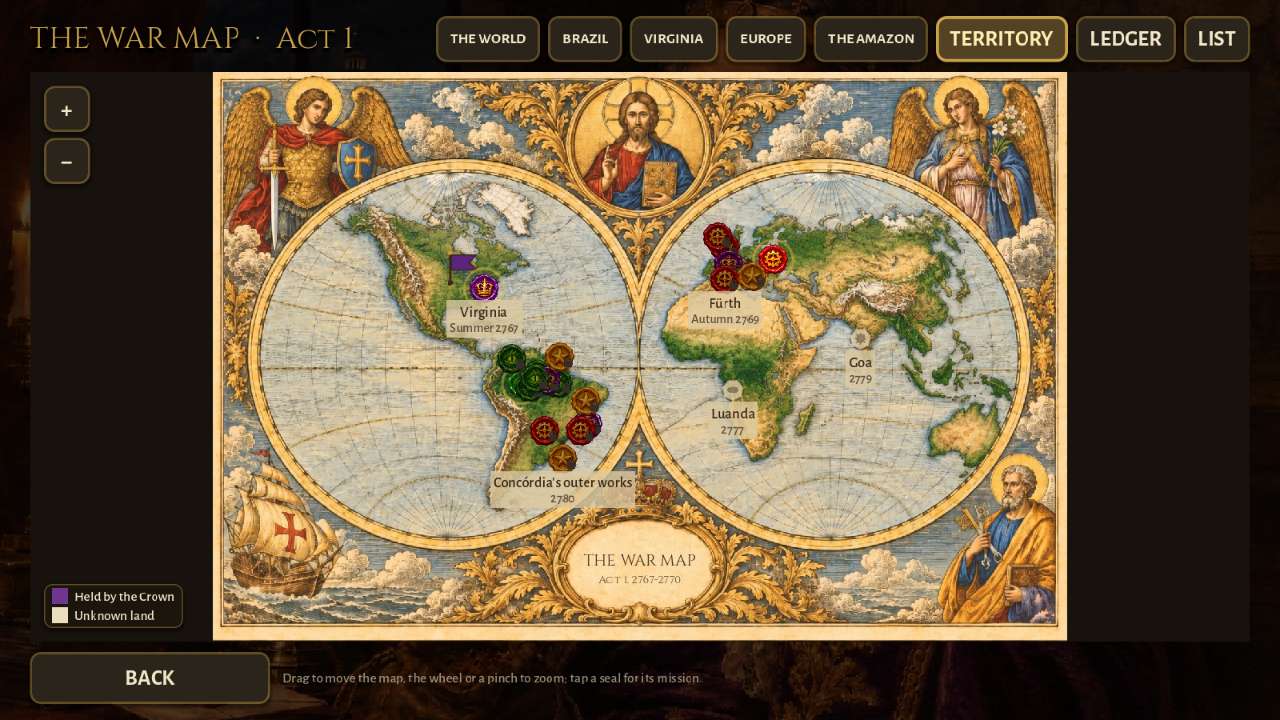 THE WAR MAP · ACT 1
THE WORLD
BRAZIL
VIRGINIA
EUROPE
THE AMAZON
TERRITORY
LEDGER
LIST
+
−
Virginia
Summer 2767
Fürth
Autumn 2769
Goa
2779
Luanda
2777
Concórdia's outer works
2780
THE WAR MAP
ACT 1, 2767-2770
Held by the Crown
Unknown land
BACK
Drag to move the map, the wheel or a pinch to zoom; tap a seal for its mission.